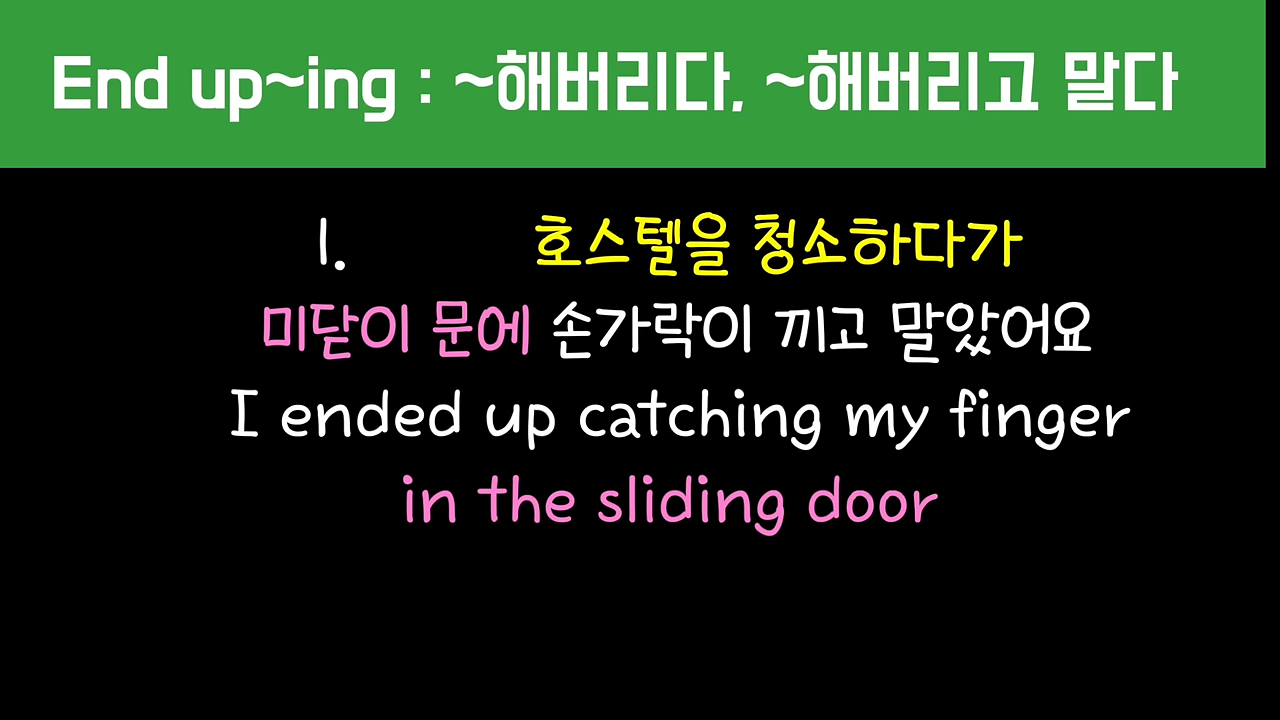 End up~ing : ~해버리다, ~해버리고 말다
1. 호스텔을 청소하다가
미닫이 문에 손가락이 끼고 말았어요
I ended up catching my finger
in the sliding door